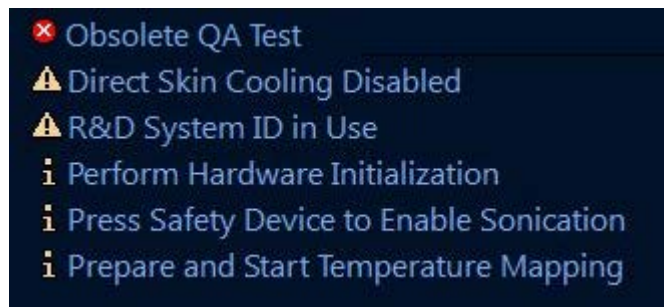 Obsolete QA Test
Direct Skin Cooling Disabled
R&D System ID in Use
Perform Hardware Initialization
Press Safety Device to Enable Sonication
Prepare and Start Temperature Mapping